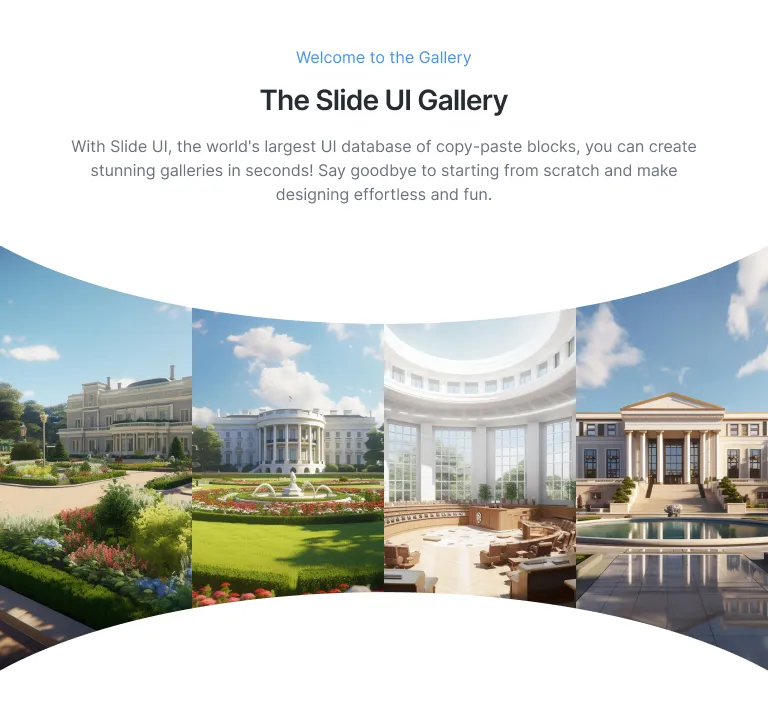 Welcome to the Gallery
The Slide UI Gallery
With Slide UI, the world's largest UI database of copy-paste blocks, you can create
stunning galleries in seconds! Say goodbye to starting from scratch and make
designing effortless and fun.